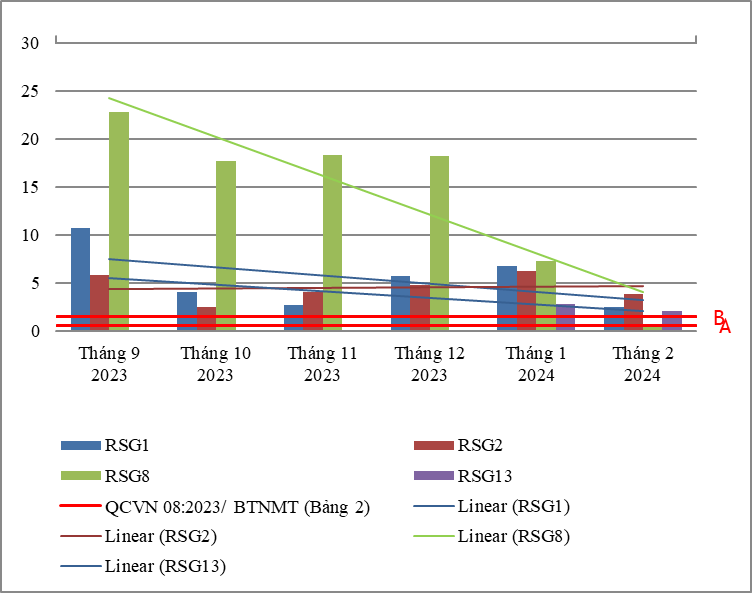 30
25
20
15
10
5
0
B
A
Tháng 9 2023
Tháng 10 2023
Tháng 11 2023
Tháng 12 2023
Tháng 1 2024
Tháng 2 2024
RSG1
RSG2
RSG8
RSG13
QCVN 08:2023/ BTNMT (Bảng 2)
Linear (RSG1)
Linear (RSG2)
Linear (RSG8)
Linear (RSG13)